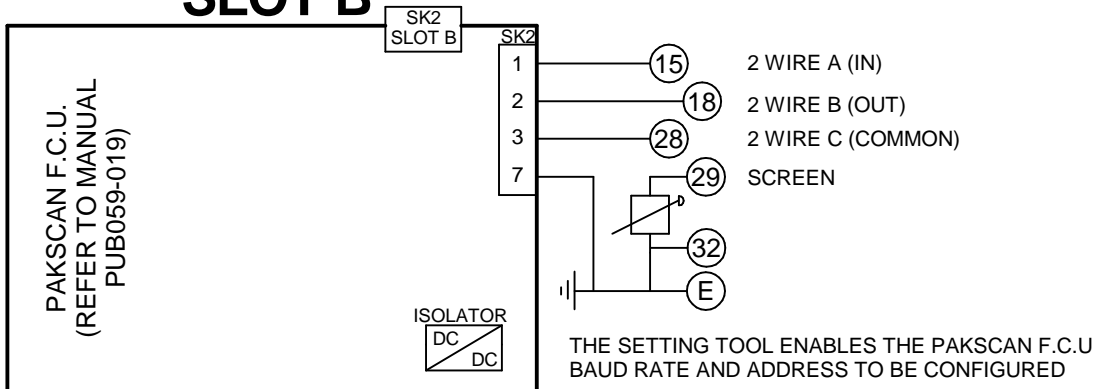 SLOT B
SK2
SLOT B
SK2
1
15
2 WIRE A (IN)
2
18
2 WIRE B (OUT)
3
28
2 WIRE C (COMMON)
7
29
SCREEN
32
E
PAKSCAN F.C.U.
(REFER TO MANUAL
PUB059-019)
ISOLATOR
DC
DC
THE SETTING TOOL ENABLES THE PAKSCAN F.C.U
BAUD RATE AND ADDRESS TO BE CONFIGURED